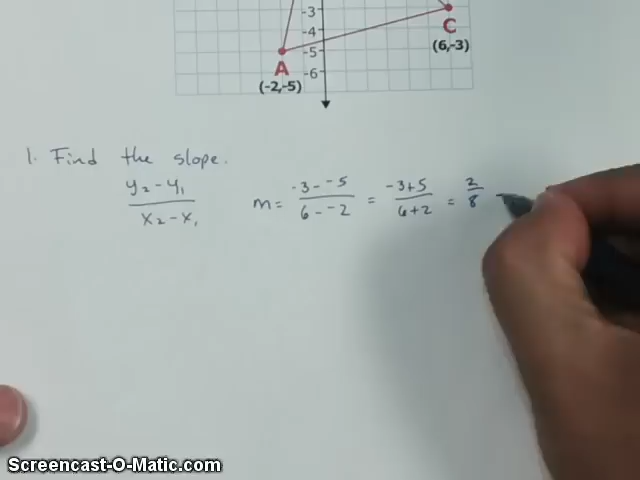 -3
-4
-5
-6
C
(6,-3)
A
(-2,-5)
1. Find the slope.
y₂ - y₁ / x₂ - x₁
m = -3 - -5 / 6 - -2 = -3+5 / 6+2 = 2 / 8
Screencast-O-Matic.com